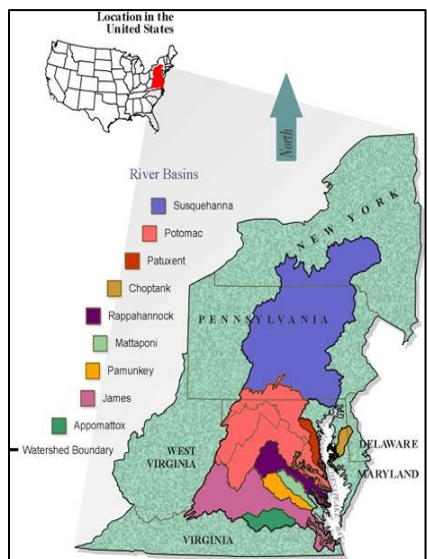 Location in the
United States
North
River Basins
Susquehanna
Potomac
Patuxent
Choptank
Rappahannock
Mattaponi
Pamunkey
James
Appomattox
Watershed Boundary
NEW YORK
PENNSYLVANIA
WEST
VIRGINIA
DELAWARE
MARYLAND
VIRGINIA